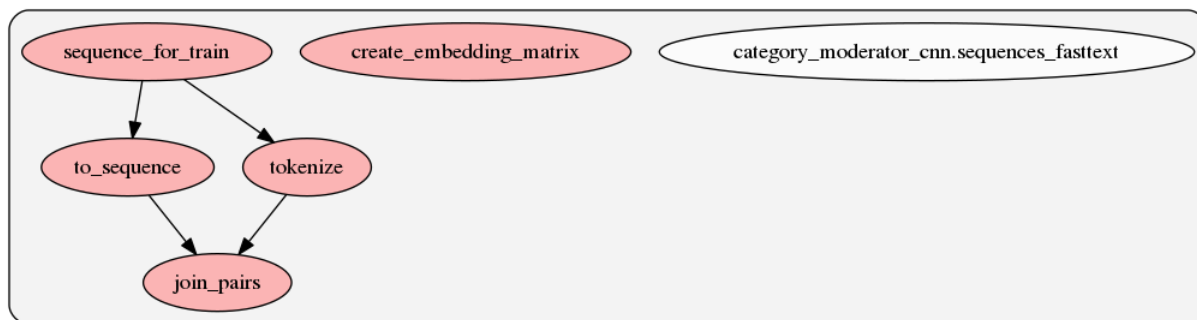 sequence_for_train
create_embedding_matrix
category_moderator_cnn.sequences_fasttext
to_sequence
tokenize
join_pairs